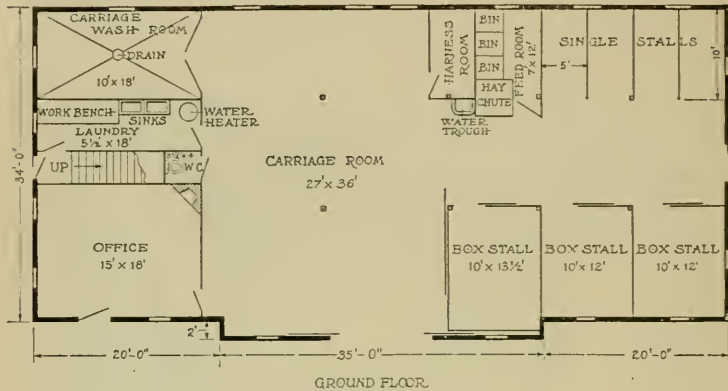 CARRIAGE
WASH ROOM
DRAIN
10'x 18'
WORK BENCH
SINKS
WATER
HEATER
LAUNDRY
5½'x 18'
UP
WC
OFFICE
15'x 18'
34'-0"
CARRIAGE ROOM
27'x 36'
HARNESS
ROOM
BIN
BIN
BIN
HAY
CHUTE
FEED ROOM
7'x 12'
WATER
TROUGH
SINGLE STALLS
5'
10'
BOX STALL
10'x 13½'
BOX STALL
10'x 12'
BOX STALL
10'x 12'
2'
20'-0"
35'-0"
20'-0"
GROUND FLOOR